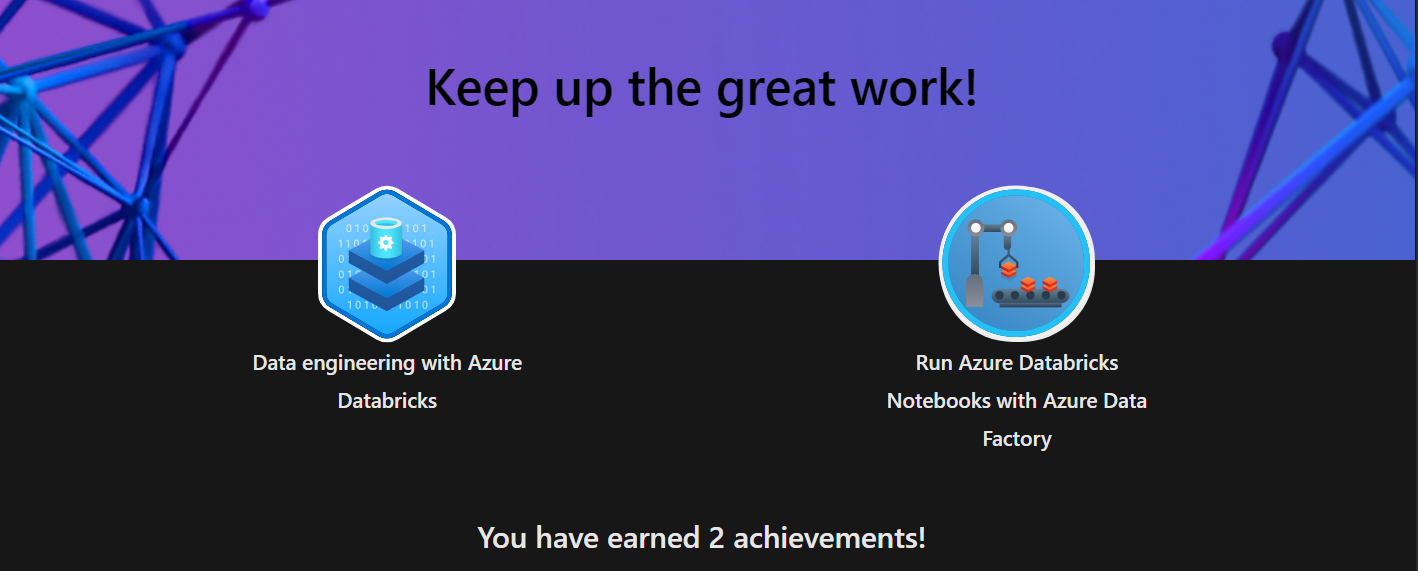 Keep up the great work!
Data engineering with Azure
Databricks
Run Azure Databricks
Notebooks with Azure Data
Factory
You have earned 2 achievements!